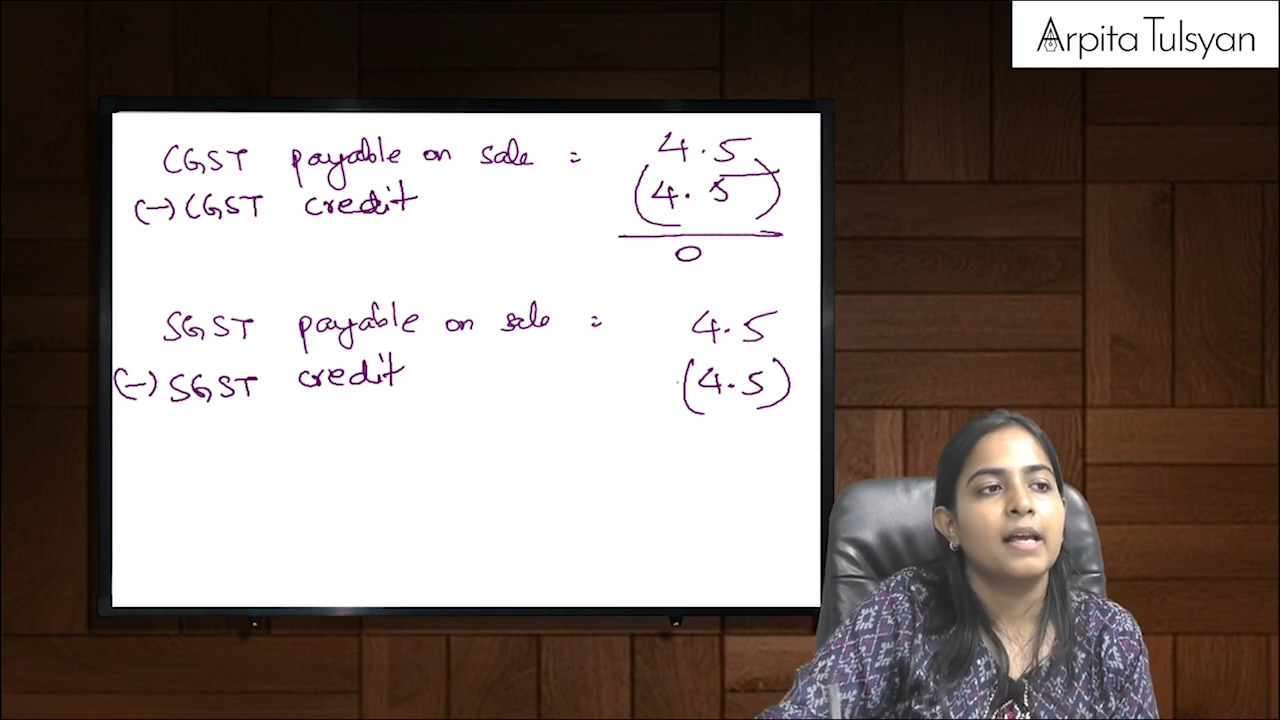 Arpita Tulsyan
CGST payable on sale = 4.5
(-) CGST credit (4.5)
0
SGST payable on sale = 4.5
(-) SGST credit (4.5)